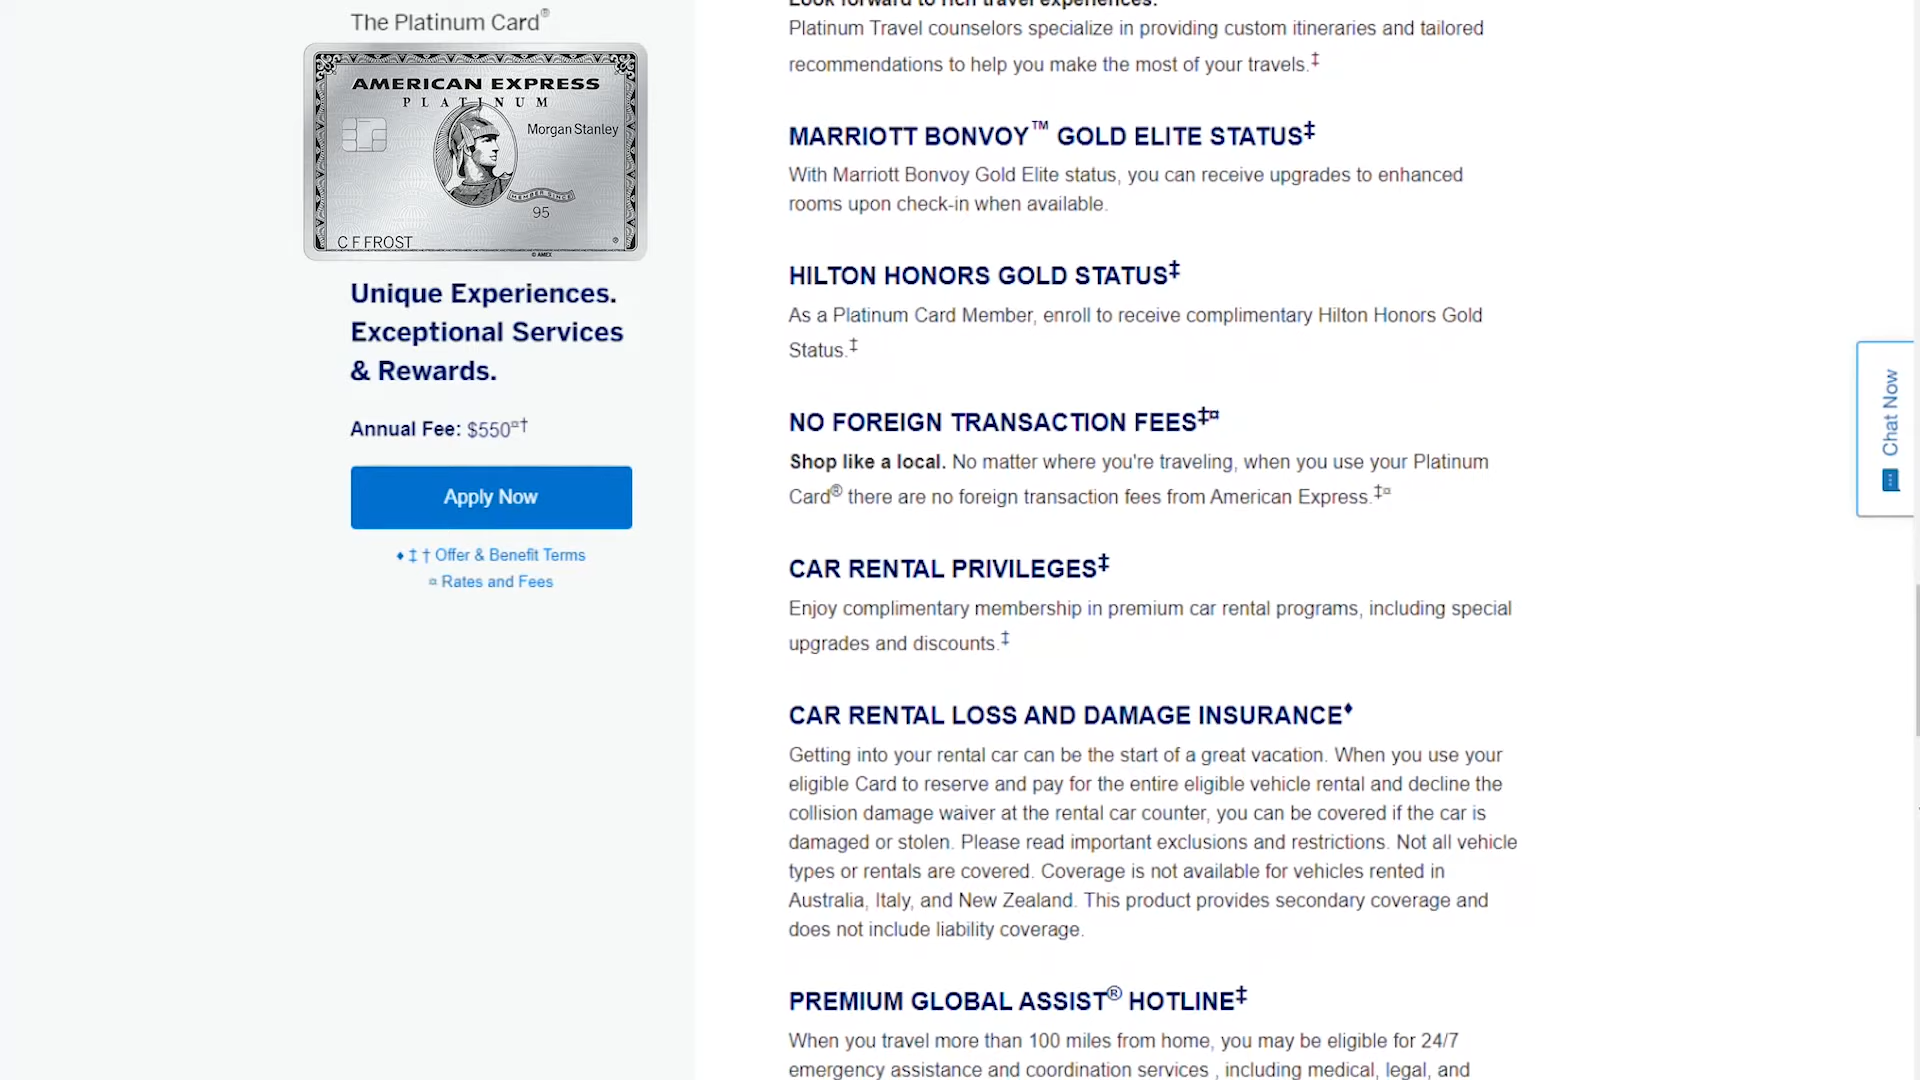 The Platinum Card®
AMERICAN EXPRESS
PLATINUM
Morgan Stanley
MEMBER SINCE
95
C F FROST
®
© AMEX
Unique Experiences.
Exceptional Services
& Rewards.
Annual Fee: $550¤†
Apply Now
♦ ‡ † Offer & Benefit Terms
¤ Rates and Fees
Look forward to rich travel experiences.
Platinum Travel counselors specialize in providing custom itineraries and tailored
recommendations to help you make the most of your travels.‡
MARRIOTT BONVOY™ GOLD ELITE STATUS‡
With Marriott Bonvoy Gold Elite status, you can receive upgrades to enhanced
rooms upon check-in when available.
HILTON HONORS GOLD STATUS‡
As a Platinum Card Member, enroll to receive complimentary Hilton Honors Gold
Status.‡
NO FOREIGN TRANSACTION FEES‡¤
Shop like a local. No matter where you're traveling, when you use your Platinum
Card® there are no foreign transaction fees from American Express.‡¤
CAR RENTAL PRIVILEGES‡
Enjoy complimentary membership in premium car rental programs, including special
upgrades and discounts.‡
CAR RENTAL LOSS AND DAMAGE INSURANCE♦
Getting into your rental car can be the start of a great vacation. When you use your
eligible Card to reserve and pay for the entire eligible vehicle rental and decline the
collision damage waiver at the rental car counter, you can be covered if the car is
damaged or stolen. Please read important exclusions and restrictions. Not all vehicle
types or rentals are covered. Coverage is not available for vehicles rented in
Australia, Italy, and New Zealand. This product provides secondary coverage and
does not include liability coverage.
PREMIUM GLOBAL ASSIST® HOTLINE‡
When you travel more than 100 miles from home, you may be eligible for 24/7
emergency assistance and coordination services , including medical, legal, and
Chat Now